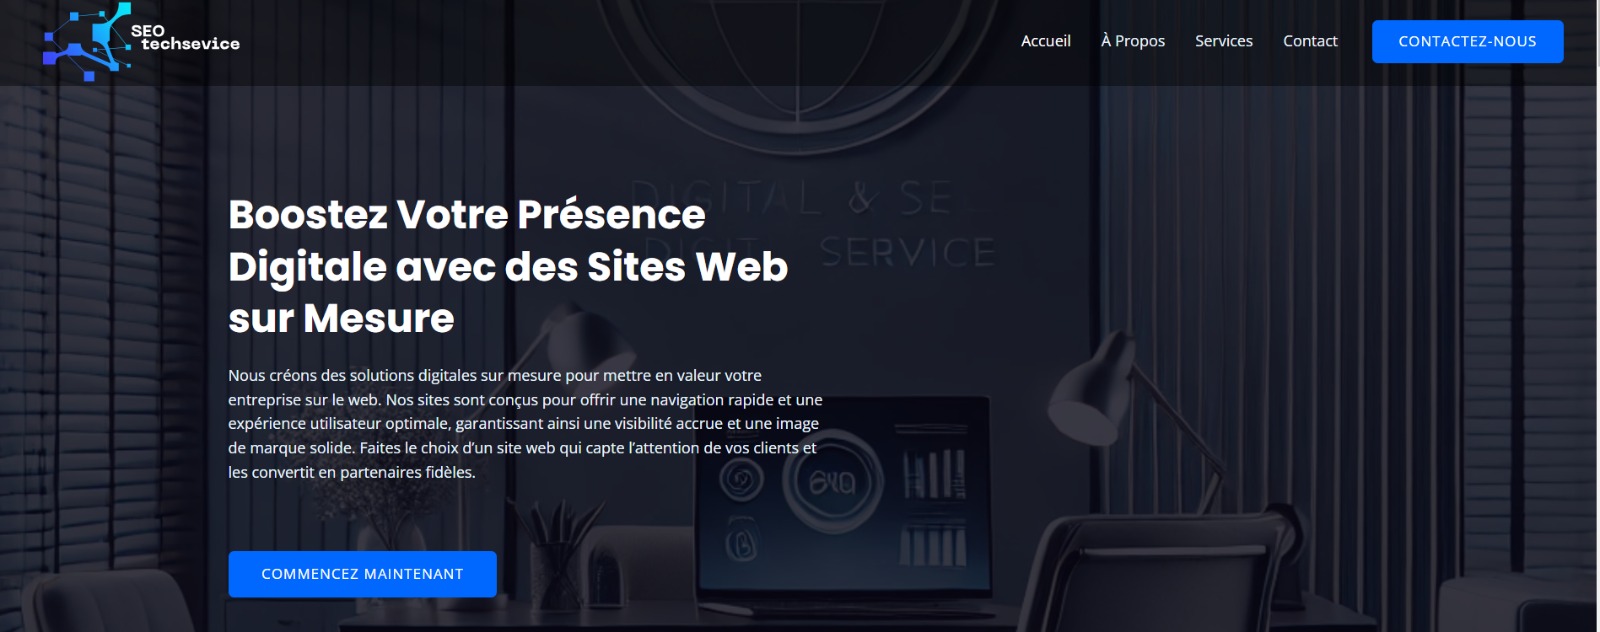 SEO
techsevice
Accueil
À Propos
Services
Contact
CONTACTEZ-NOUS
DIGITAL & SE
DIGIT SERVICE
Boostez Votre Présence
Digitale avec des Sites Web
sur Mesure
Nous créons des solutions digitales sur mesure pour mettre en valeur votre
entreprise sur le web. Nos sites sont conçus pour offrir une navigation rapide et une
expérience utilisateur optimale, garantissant ainsi une visibilité accrue et une image
de marque solide. Faites le choix d’un site web qui capte l’attention de vos clients et
les convertit en partenaires fidèles.
COMMENCEZ MAINTENANT